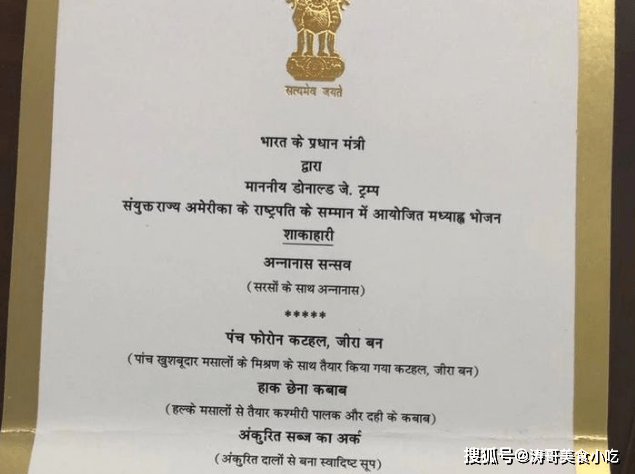 सत्यमेव जयते
भारत के प्रधान मंत्री
द्वारा
माननीय डोनाल्ड जे. ट्रम्प
संयुक्त राज्य अमेरीका के राष्ट्रपति के सम्मान में आयोजित मध्याह्न भोजन
शाकाहारी
अन्नानास सन्सव
(सरसों के साथ अन्नानास)
*****
पंच फोरोन कटहल, जीरा बन
(पांच खुशबूदार मसालों के मिश्रण के साथ तैयार किया गया कटहल, जीरा बन)
हाक छेना कबाब
(हल्के मसालों से तैयार कश्मीरी पालक और दही के कबाब)
अंकुरित सब्ज का अर्क
(अंकुरित दालों से बना स्वादिष्ट सूप)
搜狐号@涛哥美食小吃